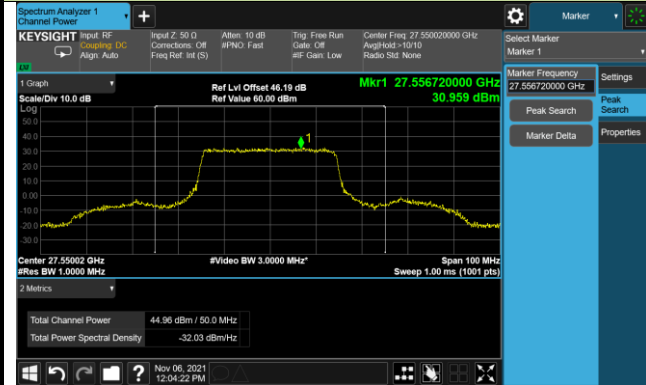 Spectrum Analyzer 1
Channel Power
+
KEYSIGHT
Input: RF
Coupling: DC
Align: Auto
Input Z: 50 Ω
Corrections: Off
Freq Ref: Int (S)
Atten: 10 dB
#PNO: Fast
Trig: Free Run
Gate: Off
#IF Gain: Low
Center Freq: 27.550020000 GHz
Avg|Hold:>10/10
Radio Std: None
1 Graph
Scale/Div 10.0 dB
Ref Lvl Offset 46.19 dB
Ref Value 60.00 dBm
Mkr1 27.556720000 GHz
30.959 dBm
Log
50.0
40.0
30.0
20.0
10.0
0.00
-10.0
-20.0
-30.0
1
Center 27.55002 GHz
#Res BW 1.0000 MHz
#Video BW 3.0000 MHz*
Span 100 MHz
Sweep 1.00 ms (1001 pts)
2 Metrics
Total Channel Power 44.96 dBm / 50.0 MHz
Total Power Spectral Density -32.03 dBm/Hz
?
Nov 06, 2021
12:04:22 PM
Marker
Select Marker
Marker 1
Marker Frequency
27.556720000 GHz
Peak Search
Marker Delta
Settings
Peak
Search
Properties